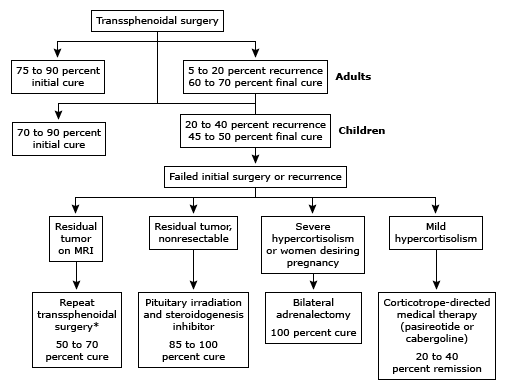 Transsphenoidal surgery
75 to 90 percent
initial cure
5 to 20 percent recurrence
60 to 70 percent final cure
Adults
70 to 90 percent
initial cure
20 to 40 percent recurrence
45 to 50 percent final cure
Children
Failed initial surgery or recurrence
Residual
tumor
on MRI
Residual tumor,
nonresectable
Severe
hypercortisolism
or women desiring
pregnancy
Mild
hypercortisolism
Repeat
transsphenoidal
surgery*
50 to 70
percent cure
Pituitary irradiation
and steroidogenesis
inhibitor
85 to 100
percent cure
Bilateral
adrenalectomy
100 percent cure
Corticotrope-directed
medical therapy
(pasireotide or
cabergoline)
20 to 40
percent remission